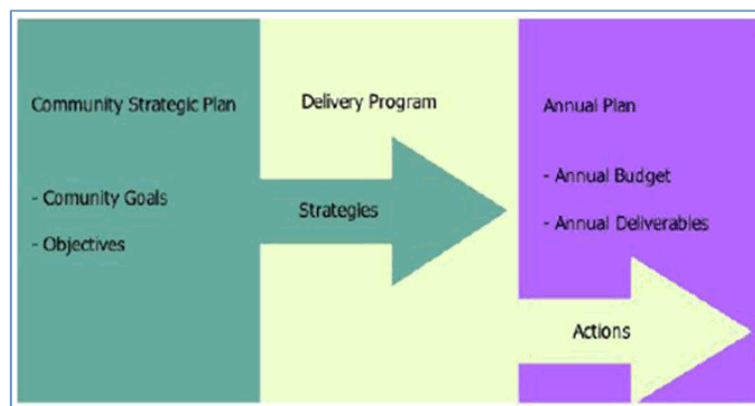 Community Strategic Plan
- Comunity Goals
- Objectives
Delivery Program
Strategies
Annual Plan
- Annual Budget
- Annual Deliverables
Actions